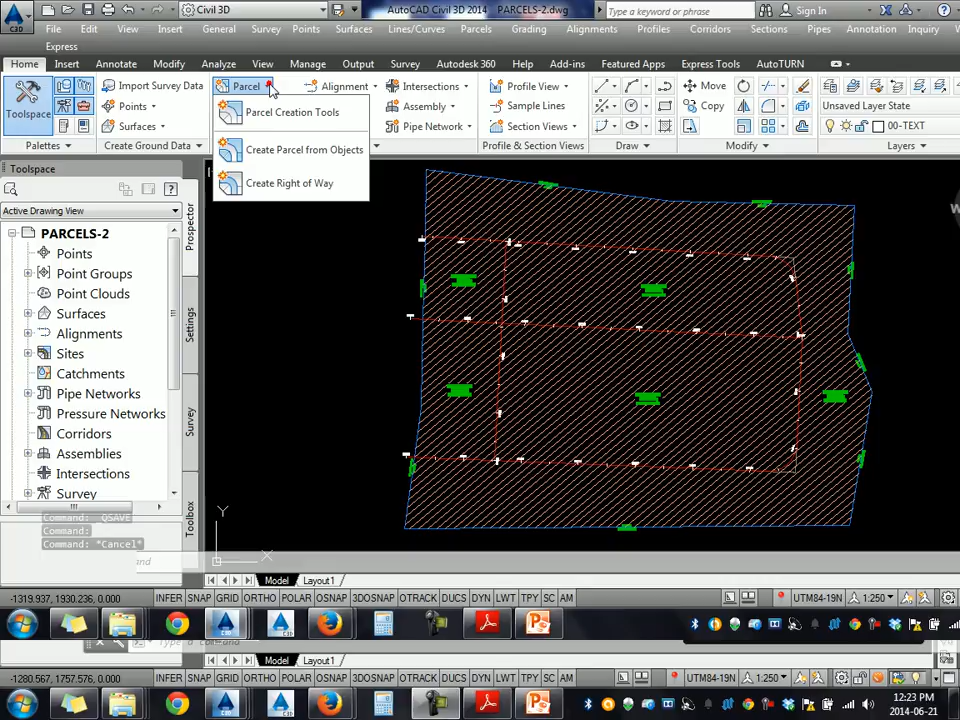 Civil 3D
AutoCAD Civil 3D 2014 PARCELS-2.dwg
Type a keyword or phrase
Sign In
C3D
File Edit View Insert General Survey Points Surfaces Lines/Curves Parcels Grading Alignments Profiles Corridors Sections Pipes Annotation Inquiry
Express
Home Insert Annotate Modify Analyze View Manage Output Survey Autodesk 360 Help Add-ins Featured Apps Express Tools AutoTURN
Toolspace
Import Survey Data
Points
Surfaces
Parcel
Alignment
Intersections
Assembly
Pipe Network
Profile View
Sample Lines
Section Views
Move
Copy
Unsaved Layer State
00-TEXT
Palettes
Create Ground Data
Profile & Section Views
Draw
Modify
Layers
Parcel Creation Tools
Create Parcel from Objects
Create Right of Way
Toolspace
Active Drawing View
PARCELS-2
Points
Point Groups
Point Clouds
Surfaces
Alignments
Sites
Catchments
Pipe Networks
Pressure Networks
Corridors
Assemblies
Intersections
Survey
Prospector
Settings
Survey
Toolbox
Command: QSAVE
Command:
Command: *Cancel*
Y
X
Model Layout1
-1319.937, 1930.236, 0.000 INFER SNAP GRID ORTHO POLAR OSNAP 3DOSNAP OTRACK DUCS DYN LWT TPY SC AM UTM84-19N 1:250
Type a command
Model Layout1
-1280.567, 1757.576, 0.000 INFER SNAP GRID ORTHO POLAR OSNAP 3DOSNAP OTRACK DUCS DYN LWT TPY SC AM UTM84-19N 1:250
12:23 PM
2014-06-21